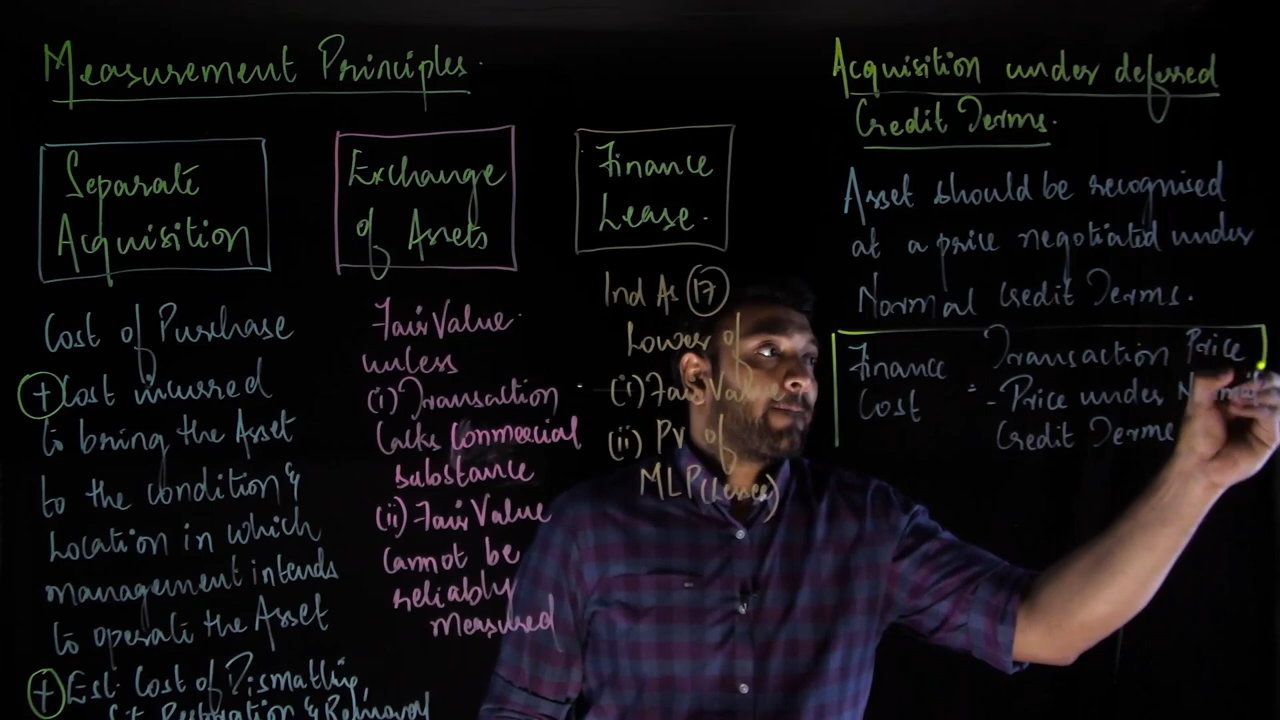 Measurement Principles.
Separate
Acquisition
Cost of Purchase
+ Cost incurred
to bring the Asset
to the condition &
Location in which
management intends
to operate the Asset
+ Est. Cost of Dismatling,
Sit Restoration & Removal
Exchange
of Assets
Fair Value.
unless
(i) Transaction
Lacks Commercial
Substance
(ii) Fair Value
Cannot be
reliably
Measured
Finance
Lease.
Ind As 17
Lower of
(i) Fair Value
(ii) Pv of
MLP (Lessee)
Acquisition under deferred
Credit Terms.
Asset should be recognised
at a price negotiated under
Normal Credit Terms.
Finance Cost = Transaction Price
- Price under Normal
Credit Terms